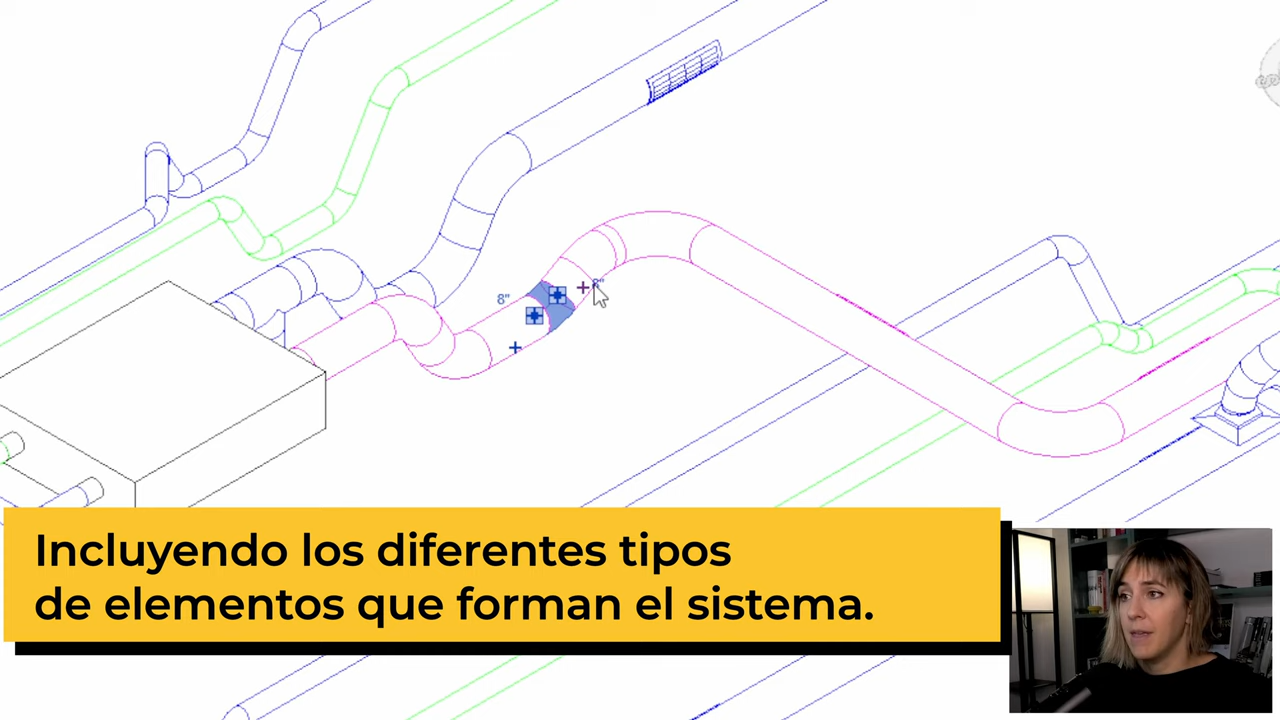 8"
Incluyendo los diferentes tipos
de elementos que forman el sistema.